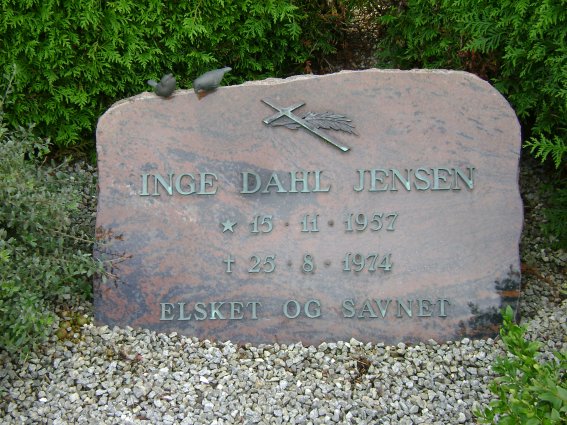 INGE DAHL JENSEN
★ 15 · 11 · 1957
† 25 · 8 · 1974
ELSKET OG SAVNET